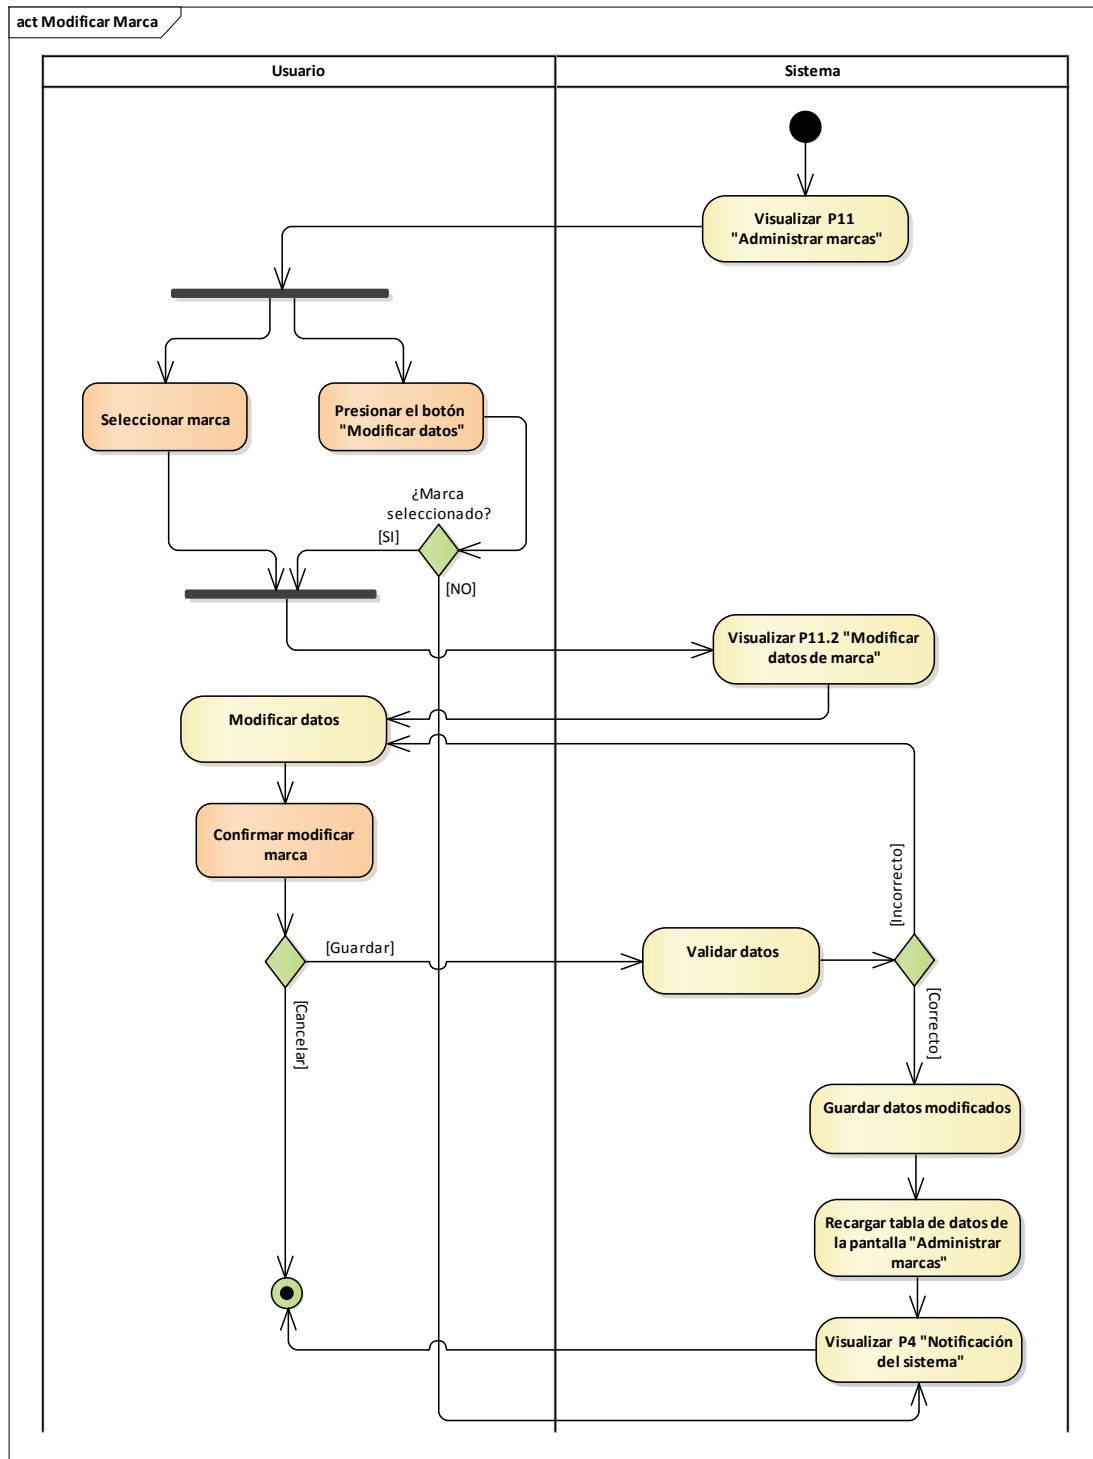 act Modificar Marca
Usuario
Sistema
Visualizar P11
"Administrar marcas"
Seleccionar marca
Presionar el botón
"Modificar datos"
¿Marca
seleccionado?
[SI]
[NO]
Visualizar P11.2 "Modificar
datos de marca"
Modificar datos
Confirmar modificar
marca
[Incorrecto]
[Guardar]
Validar datos
[Cancelar]
[Correcto]
Guardar datos modificados
Recargar tabla de datos de
la pantalla "Administrar
marcas"
Visualizar P4 "Notificación
del sistema"